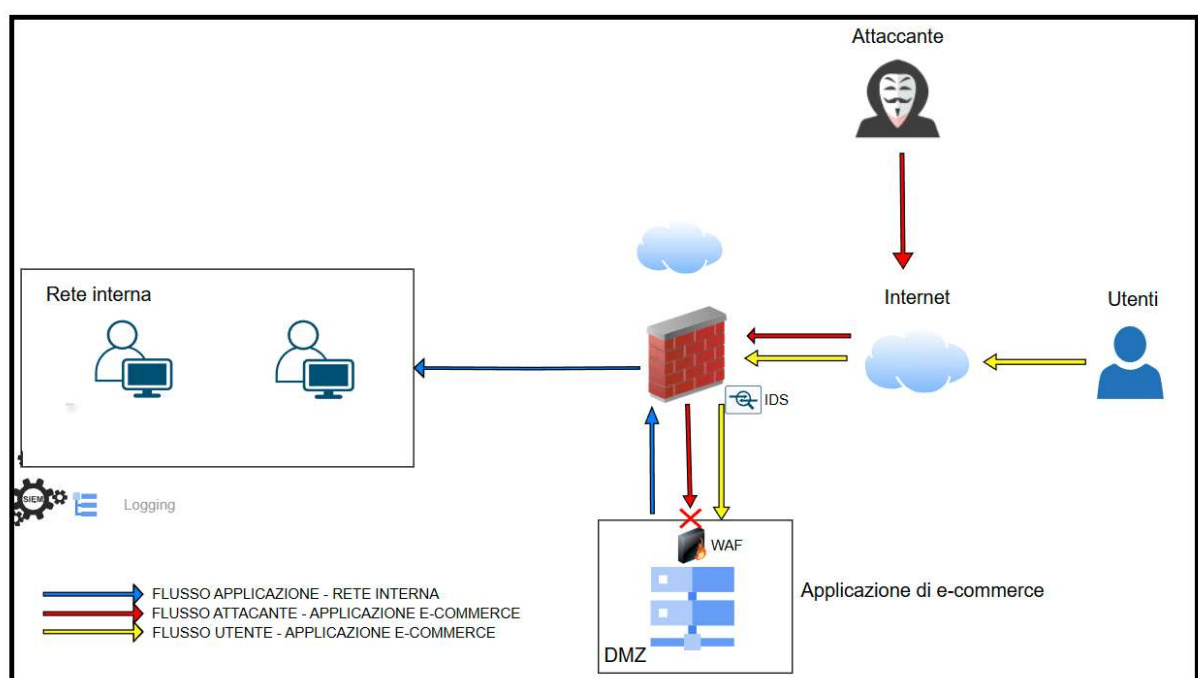 Attaccante
Rete interna
Internet
Utenti
IDS
SIEM
Logging
WAF
Applicazione di e-commerce
DMZ
FLUSSO APPLICAZIONE - RETE INTERNA
FLUSSO ATTACANTE - APPLICAZIONE E-COMMERCE
FLUSSO UTENTE - APPLICAZIONE E-COMMERCE